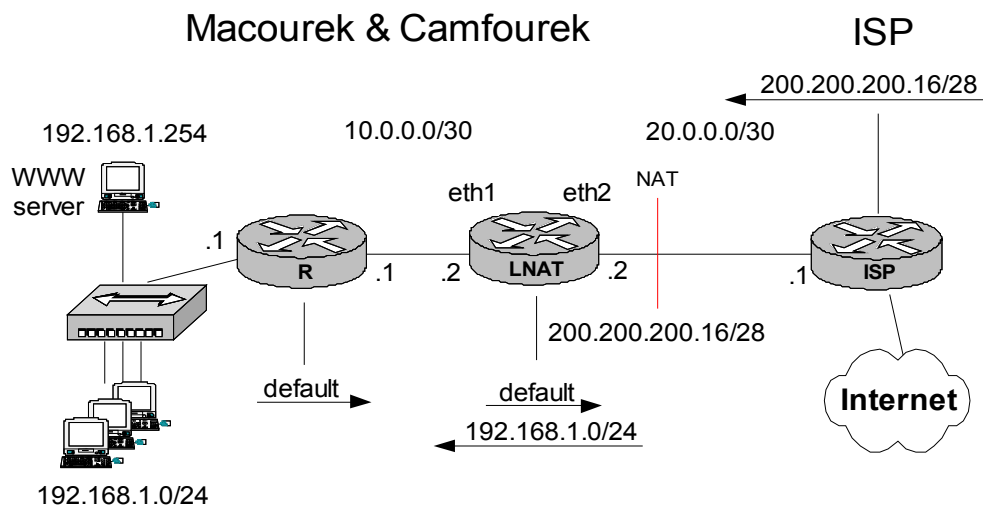 Macourek & Camfourek
ISP
200.200.200.16/28
192.168.1.254
10.0.0.0/30
20.0.0.0/30
WWW
server
eth1
eth2
NAT
.1
R
.1
.2
LNAT
.2
.1
ISP
200.200.200.16/28
default
default
192.168.1.0/24
Internet
192.168.1.0/24